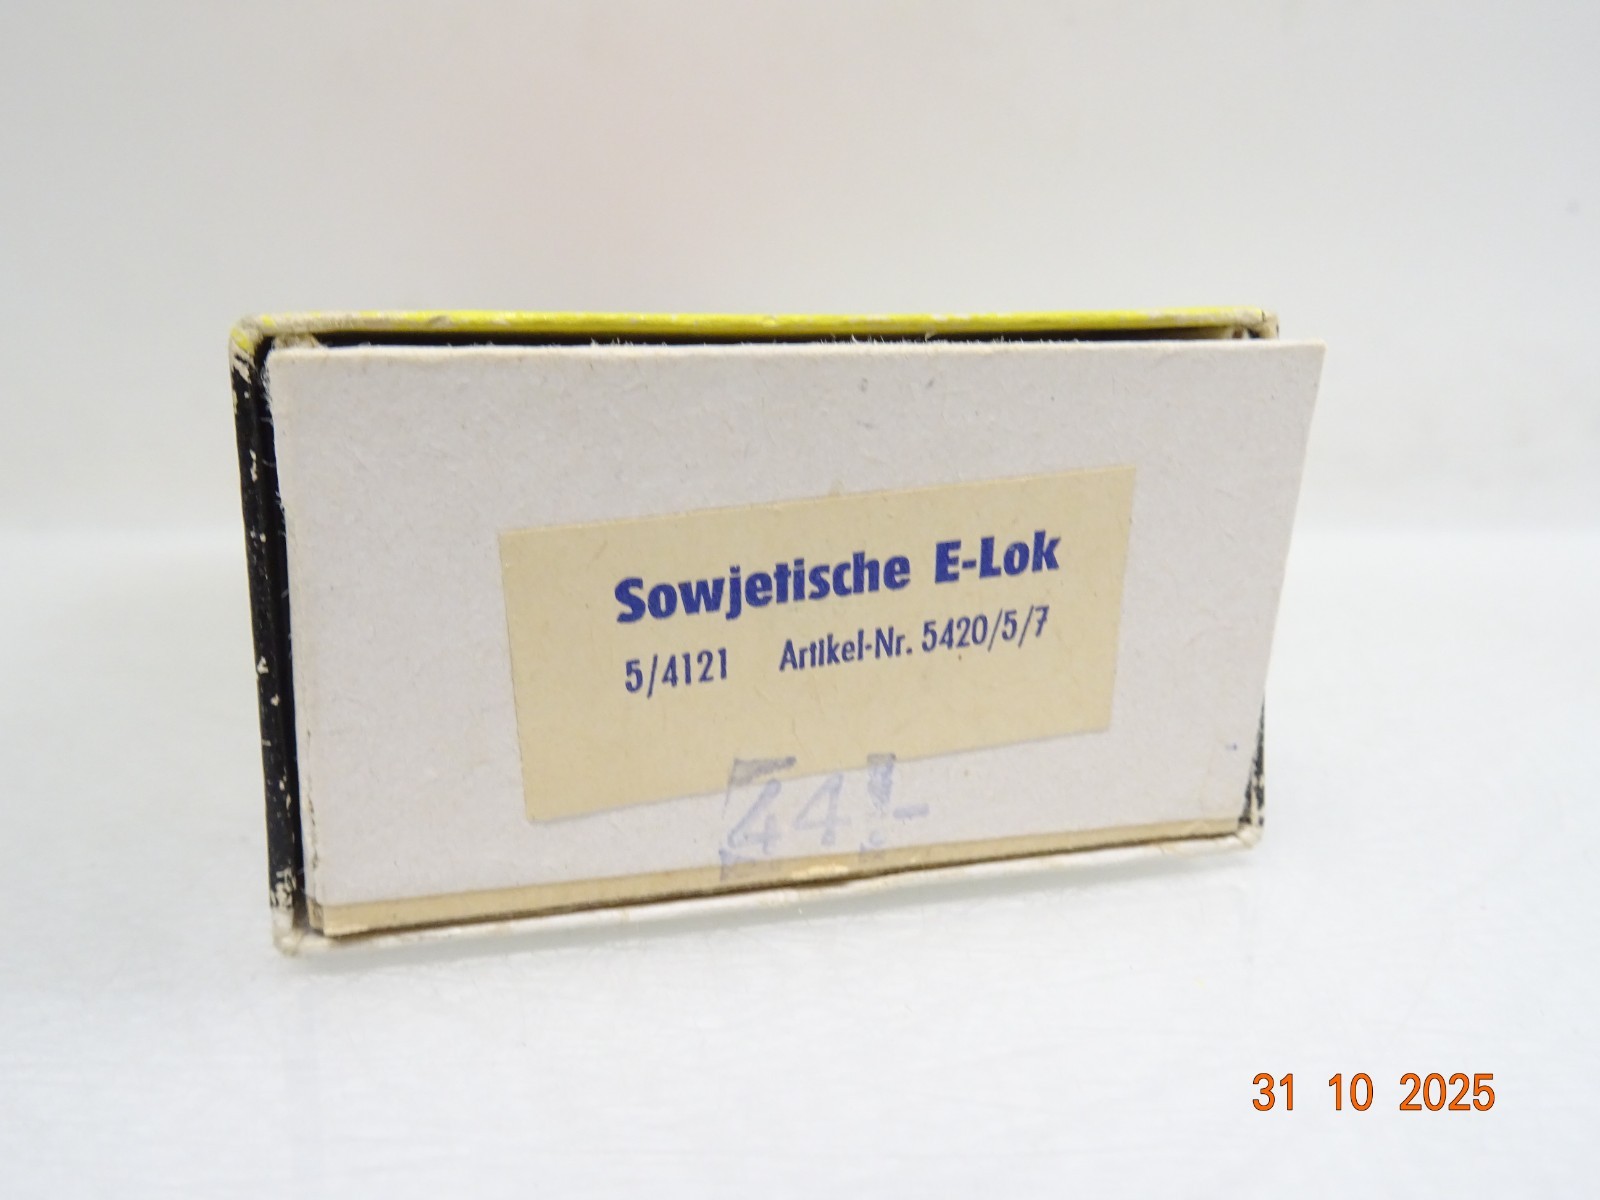 Sowjetische E-Lok
5/4121 Artikel-Nr. 5420/5/7
44,-
31 10 2025